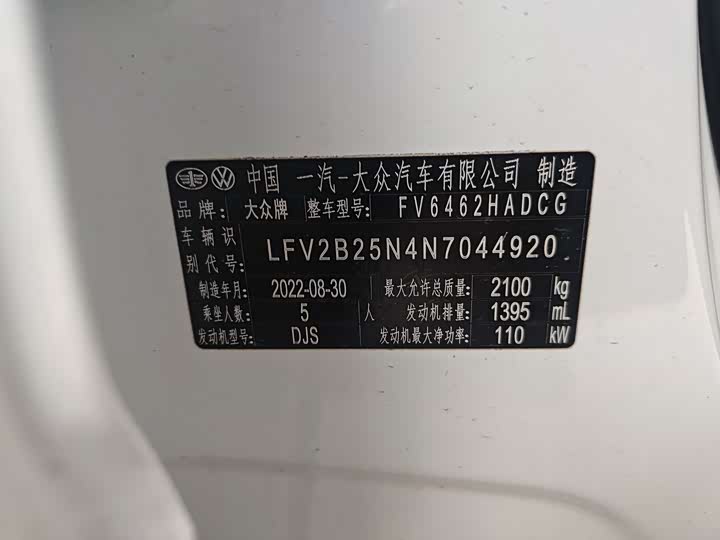 中国 一汽-大众汽车有限公司 制造
品牌: 大众牌 整车型号: FV6462HADCG
车辆识别代号: LFV2B25N4N7044920
制造年月: 2022-08-30 最大允许总质量: 2100 kg
乘坐人数: 5 人 发动机排量: 1395 mL
发动机型号: DJS 发动机最大净功率: 110 kW